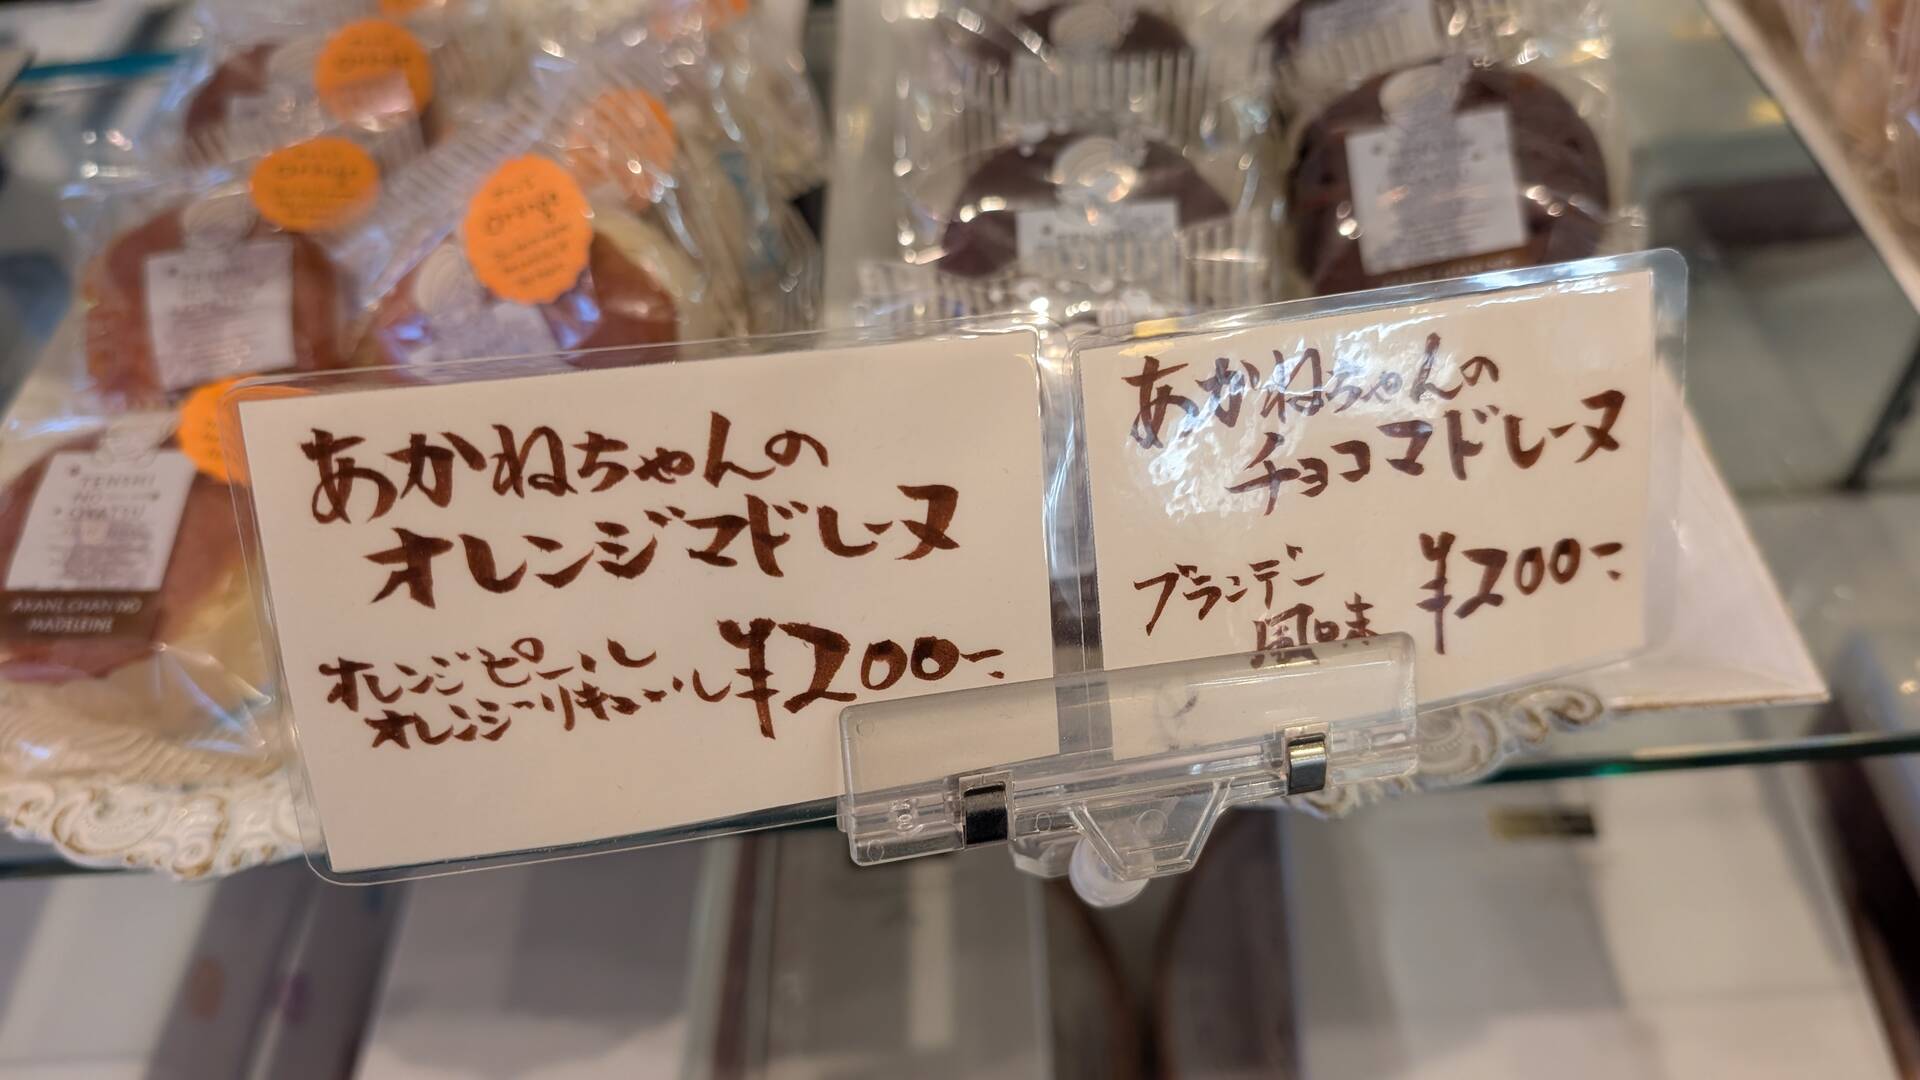 あかねちゃんの
オレンジマドレーヌ
オレンジピール
オレンジリキュール
¥200-
あかねちゃんの
チョコマドレーヌ
ブランデー
風味
¥200-
orange
orange
orange
TENSHI
NO
OYATSU
AKANE CHAN NO
MADELEINE